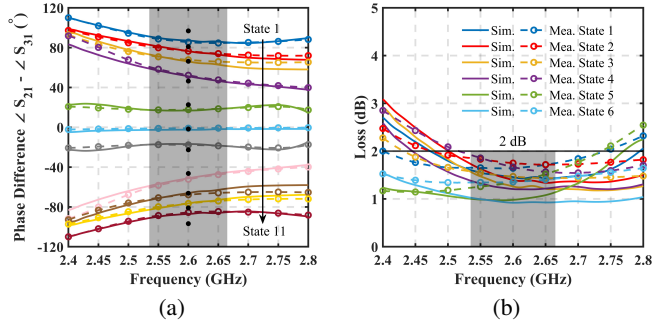 Phase Difference ∠ S21 - ∠ S31 (°)
120
80
40
0
-40
-80
-120
State 1
State 11
2.4 2.45 2.5 2.55 2.6 2.65 2.7 2.75 2.8
Frequency (GHz)
(a)
Loss (dB)
5
4
3
2
1
0
Sim. Mea. State 1
Sim. Mea. State 2
Sim. Mea. State 3
Sim. Mea. State 4
Sim. Mea. State 5
Sim. Mea. State 6
2 dB
2.4 2.45 2.5 2.55 2.6 2.65 2.7 2.75 2.8
Frequency (GHz)
(b)